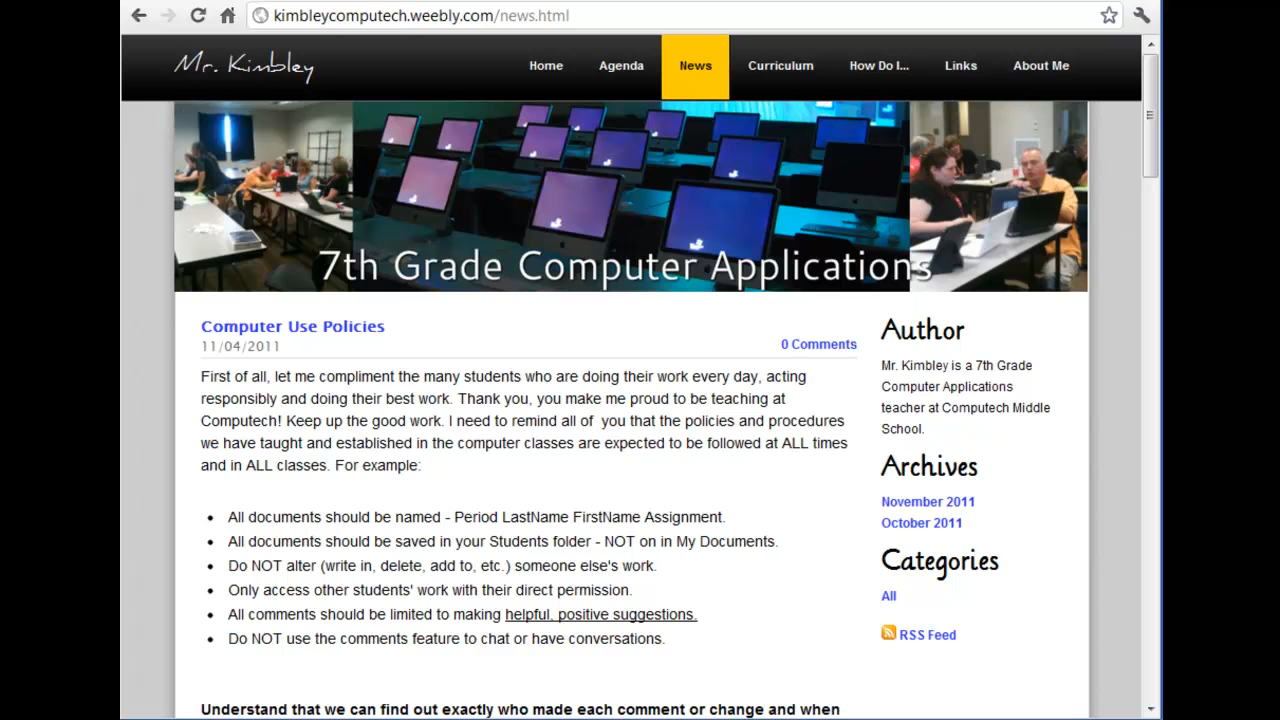 kimbleycomputech.weebly.com/news.html
Mr. Kimbley
Home Agenda News Curriculum How Do I... Links About Me
7th Grade Computer Applications
Computer Use Policies
11/04/2011
0 Comments
First of all, let me compliment the many students who are doing their work every day, acting
responsibly and doing their best work. Thank you, you make me proud to be teaching at
Computech! Keep up the good work. I need to remind all of you that the policies and procedures
we have taught and established in the computer classes are expected to be followed at ALL times
and in ALL classes. For example:
• All documents should be named - Period LastName FirstName Assignment.
• All documents should be saved in your Students folder - NOT on in My Documents.
• Do NOT alter (write in, delete, add to, etc.) someone else's work.
• Only access other students' work with their direct permission.
• All comments should be limited to making helpful, positive suggestions.
• Do NOT use the comments feature to chat or have conversations.
Understand that we can find out exactly who made each comment or change and when
Author
Mr. Kimbley is a 7th Grade
Computer Applications
teacher at Computech Middle
School.
Archives
November 2011
October 2011
Categories
All
RSS Feed